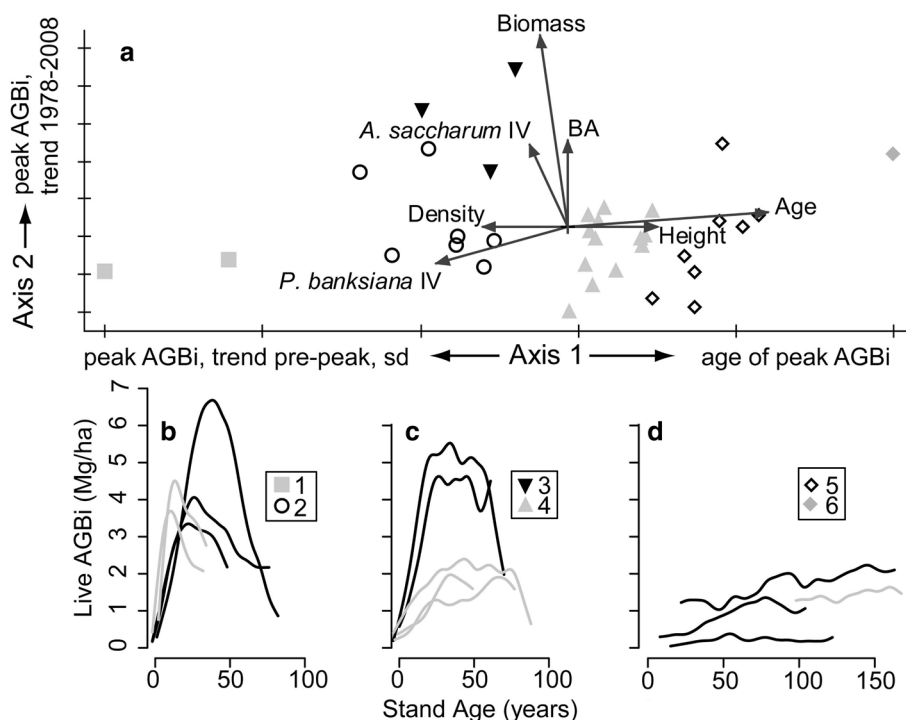 Biomass
a
Axis 2 → peak AGBi,
trend 1978-2008
A. saccharum IV
BA
Density
Age
Height
P. banksiana IV
peak AGBi, trend pre-peak, sd ← Axis 1 → age of peak AGBi
Live AGBi (Mg/ha)
7
6
5
4
3
2
1
0
b
1
2
c
3
4
d
5
6
0 50 100
0 50 100
0 50 100 150
Stand Age (years)